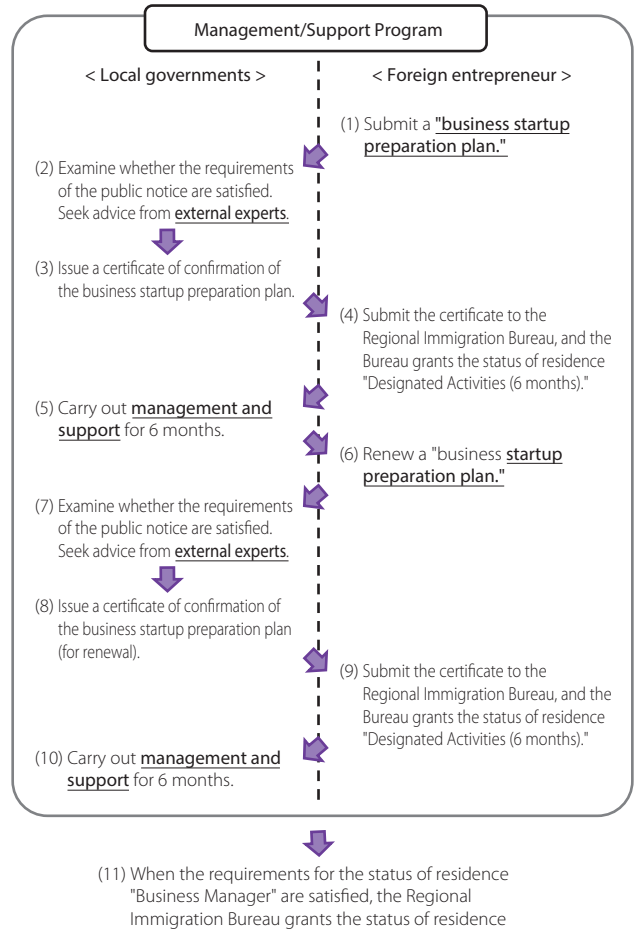 Management/Support Program
< Local governments >
< Foreign entrepreneur >
(1) Submit a "business startup
preparation plan."
(2) Examine whether the requirements
of the public notice are satisfied.
Seek advice from external experts.
(3) Issue a certificate of confirmation of
the business startup preparation plan.
(4) Submit the certificate to the
Regional Immigration Bureau, and the
Bureau grants the status of residence
"Designated Activities (6 months)."
(5) Carry out management and
support for 6 months.
(6) Renew a "business startup
preparation plan."
(7) Examine whether the requirements
of the public notice are satisfied.
Seek advice from external experts.
(8) Issue a certificate of confirmation of
the business startup preparation plan
(for renewal).
(9) Submit the certificate to the
Regional Immigration Bureau, and the
Bureau grants the status of residence
"Designated Activities (6 months)."
(10) Carry out management and
support for 6 months.
(11) When the requirements for the status of residence
"Business Manager" are satisfied, the Regional
Immigration Bureau grants the status of residence